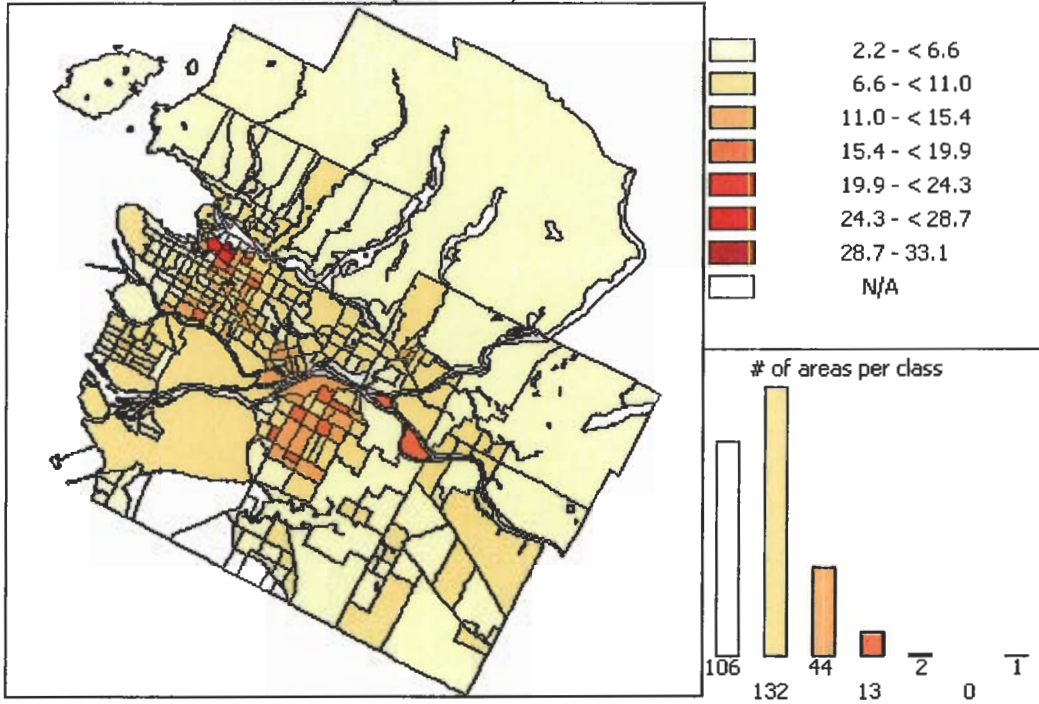 2.2 - < 6.6
6.6 - < 11.0
11.0 - < 15.4
15.4 - < 19.9
19.9 - < 24.3
24.3 - < 28.7
28.7 - 33.1
N/A
# of areas per class
106 44 2 1
132 13 0